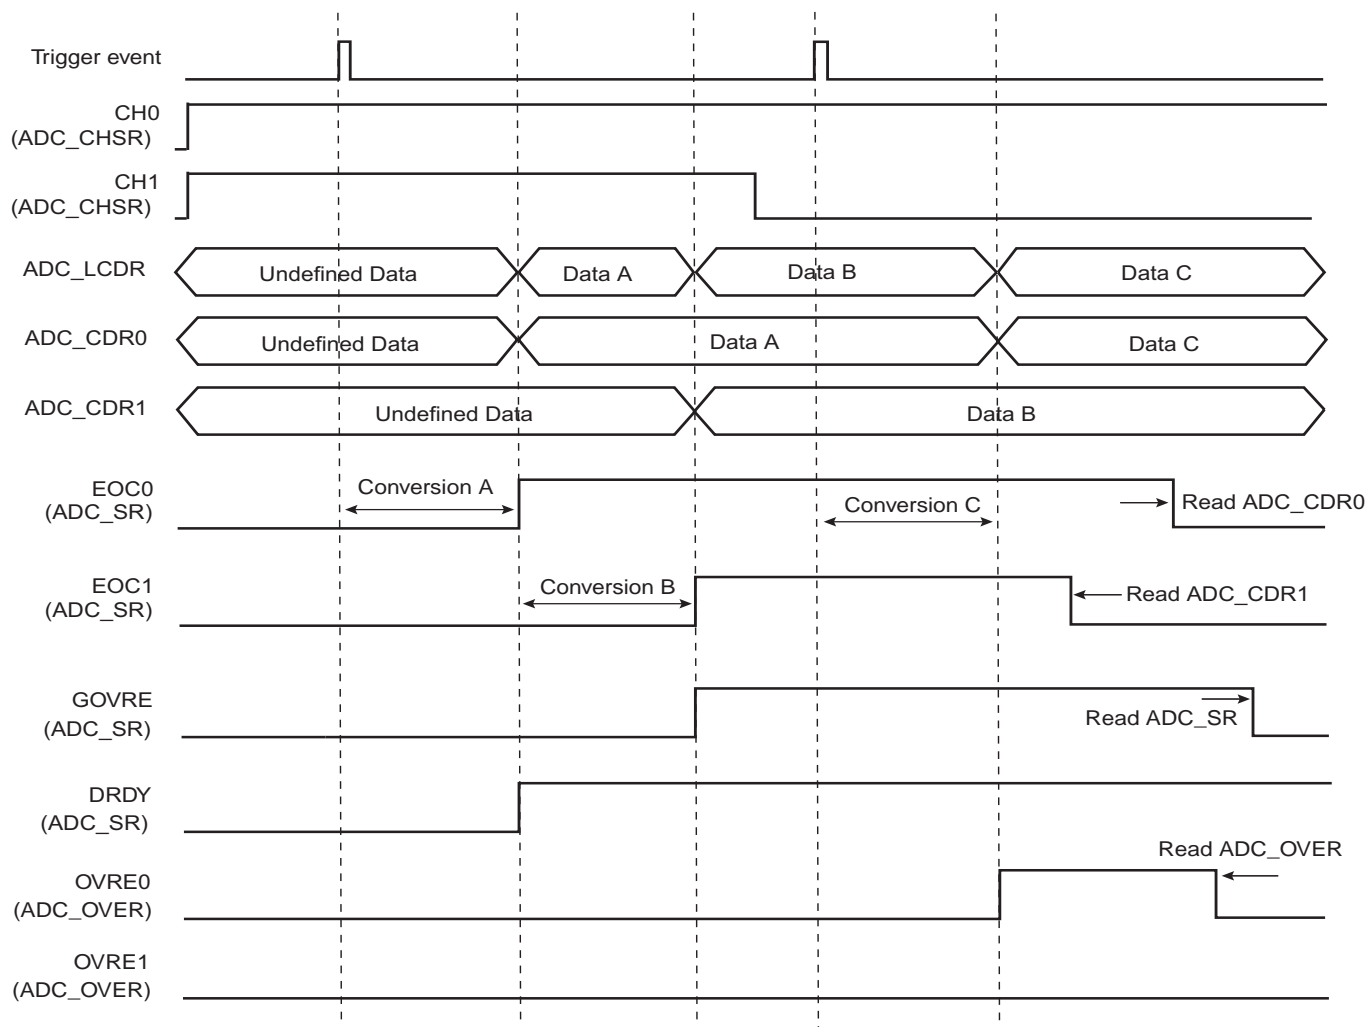 Trigger event
CH0
(ADC_CHSR)
CH1
(ADC_CHSR)
ADC_LCDR
Undefined Data
Data A
Data B
Data C
ADC_CDR0
Undefined Data
Data A
Data C
ADC_CDR1
Undefined Data
Data B
EOC0
(ADC_SR)
Conversion A
Conversion C
Read ADC_CDR0
EOC1
(ADC_SR)
Conversion B
Read ADC_CDR1
GOVRE
(ADC_SR)
Read ADC_SR
DRDY
(ADC_SR)
Read ADC_OVER
OVRE0
(ADC_OVER)
OVRE1
(ADC_OVER)